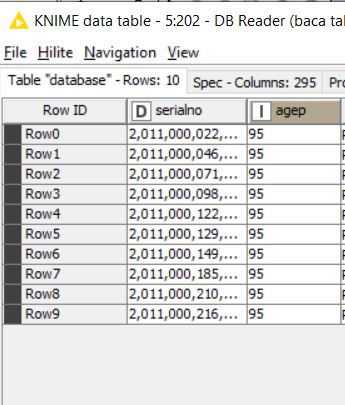 KNIME data table - 5:202 - DB Reader (baca ta
File Hilite Navigation View
Table "database" - Rows: 10 Spec - Columns: 295 Pro
Row ID D serialno I agep
Row0 2,011,000,022,... 95
Row1 2,011,000,046,... 95
Row2 2,011,000,071,... 95
Row3 2,011,000,098,... 95
Row4 2,011,000,122,... 95
Row5 2,011,000,129,... 95
Row6 2,011,000,149,... 95
Row7 2,011,000,185,... 95
Row8 2,011,000,210,... 95
Row9 2,011,000,216,... 95